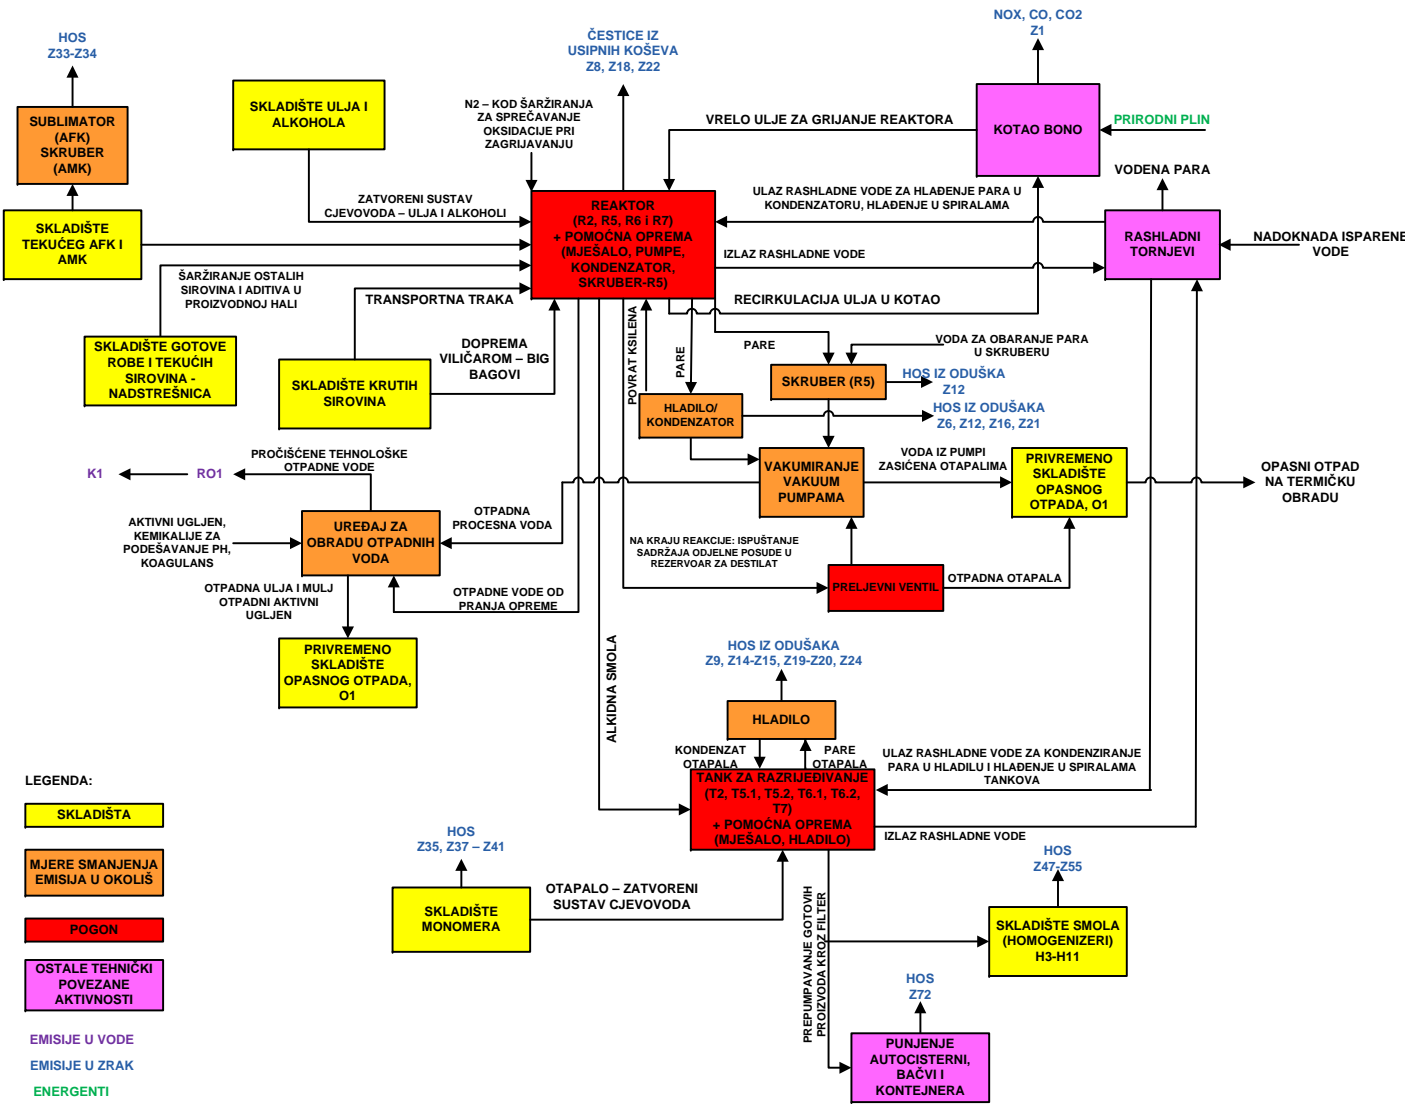 HOS
Z33-Z34
SUBLIMATOR
(AFK)
SKRUBER
(AMK)
SKLADIŠTE
TEKUĆEG AFK I
AMK
SKLADIŠTE ULJA I
ALKOHOLA
ZATVORENI SUSTAV
CJEVOVODA – ULJA I ALKOHOLI
N2 – KOD ŠARŽIRANJA
ZA SPREČAVANJE
OKSIDACIJE PRI
ZAGRIJAVANJU
ČESTICE IZ
USIPNIH KOŠEVA
Z8, Z18, Z22
NOX, CO, CO2
Z1
VRELO ULJE ZA GRIJANJE REAKTORA
KOTAO BONO
PRIRODNI PLIN
VODENA PARA
ULAZ RASHLADNE VODE ZA HLAĐENJE PARA U
KONDENZATORU, HLAĐENJE U SPIRALAMA
REAKTOR
(R2, R5, R6 i R7)
+ POMOĆNA OPREMA
(MJEŠALO, PUMPE,
KONDENZATOR,
SKRUBER-R5)
RASHLADNI
TORNJEVI
NADOKNADA ISPARENE
VODE
IZLAZ RASHLADNE VODE
RECIRKULACIJA ULJA U KOTAO
ŠARŽIRANJE OSTALIH
SIROVINA I ADITIVA U
PROIZVODNOJ HALI
TRANSPORTNA TRAKA
SKLADIŠTE GOTOVE
ROBE I TEKUĆIH
SIROVINA -
NADSTREŠNICA
SKLADIŠTE KRUTIH
SIROVINA
DOPREMA
VILIČAROM – BIG
BAGOVI
POVRAT KSILENA
PARE
PARE
VODA ZA OBARANJE PARA
U SKRUBERU
SKRUBER (R5)
HOS IZ ODUŠKA
Z12
HLADILO/
KONDENZATOR
HOS IZ ODUŠAKA
Z6, Z12, Z16, Z21
PROČIŠĆENE TEHNOLOŠKE
OTPADNE VODE
K1
RO1
VAKUMIRANJE
VAKUUM
PUMPAMA
VODA IZ PUMPI
ZASIĆENA OTAPALIMA
PRIVREMENO
SKLADIŠTE
OPASNOG
OTPADA, O1
OPASNI OTPAD
NA TERMIČKU
OBRADU
AKTIVNI UGLJEN,
KEMIKALIJE ZA
PODEŠAVANJE PH,
KOAGULANS
UREĐAJ ZA
OBRADU OTPADNIH
VODA
OTPADNA
PROCESNA VODA
NA KRAJU REAKCIJE: ISPUŠTANJE
SADRŽAJA ODJELNE POSUDE U
REZERVOAR ZA DESTILAT
PRELJEVNI VENTIL
OTPADNA OTAPALA
OTPADNA ULJA I MULJ
OTPADNI AKTIVNI
UGLJEN
OTPADNE VODE OD
PRANJA OPREME
PRIVREMENO
SKLADIŠTE
OPASNOG OTPADA,
O1
ALKIDNA SMOLA
HOS IZ ODUŠAKA
Z9, Z14-Z15, Z19-Z20, Z24
HLADILO
KONDENZAT
OTAPALA
PARE
OTAPALA
ULAZ RASHLADNE VODE ZA KONDENZIRANJE
PARA U HLADILU I HLAĐENJE U SPIRALAMA
TANKOVA
TANK ZA RAZRIJEĐIVANJE
(T2, T5.1, T5.2, T6.1, T6.2,
T7)
+ POMOĆNA OPREMA
(MJEŠALO, HLADILO)
IZLAZ RASHLADNE VODE
LEGENDA:
SKLADIŠTA
MJERE SMANJENJA
EMISIJA U OKOLIŠ
POGON
OSTALE TEHNIČKI
POVEZANE
AKTIVNOSTI
EMISIJE U VODE
EMISIJE U ZRAK
ENERGENTI
HOS
Z35, Z37 – Z41
SKLADIŠTE
MONOMERA
OTAPALO – ZATVORENI
SUSTAV CJEVOVODA
PREPUMPAVANJE GOTOVIH
PROIZVODA KROZ FILTER
HOS
Z47-Z55
SKLADIŠTE SMOLA
(HOMOGENIZERI)
H3-H11
HOS
Z72
PUNJENJE
AUTOCISTERNI,
BAČVI I
KONTEJNERA